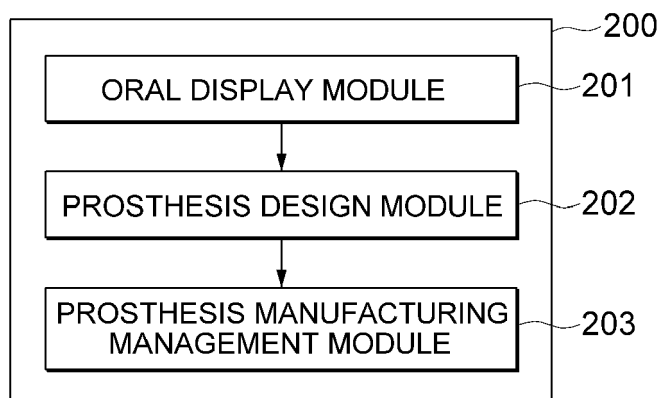 200
ORAL DISPLAY MODULE
201
PROSTHESIS DESIGN MODULE
202
PROSTHESIS MANUFACTURING
MANAGEMENT MODULE
203